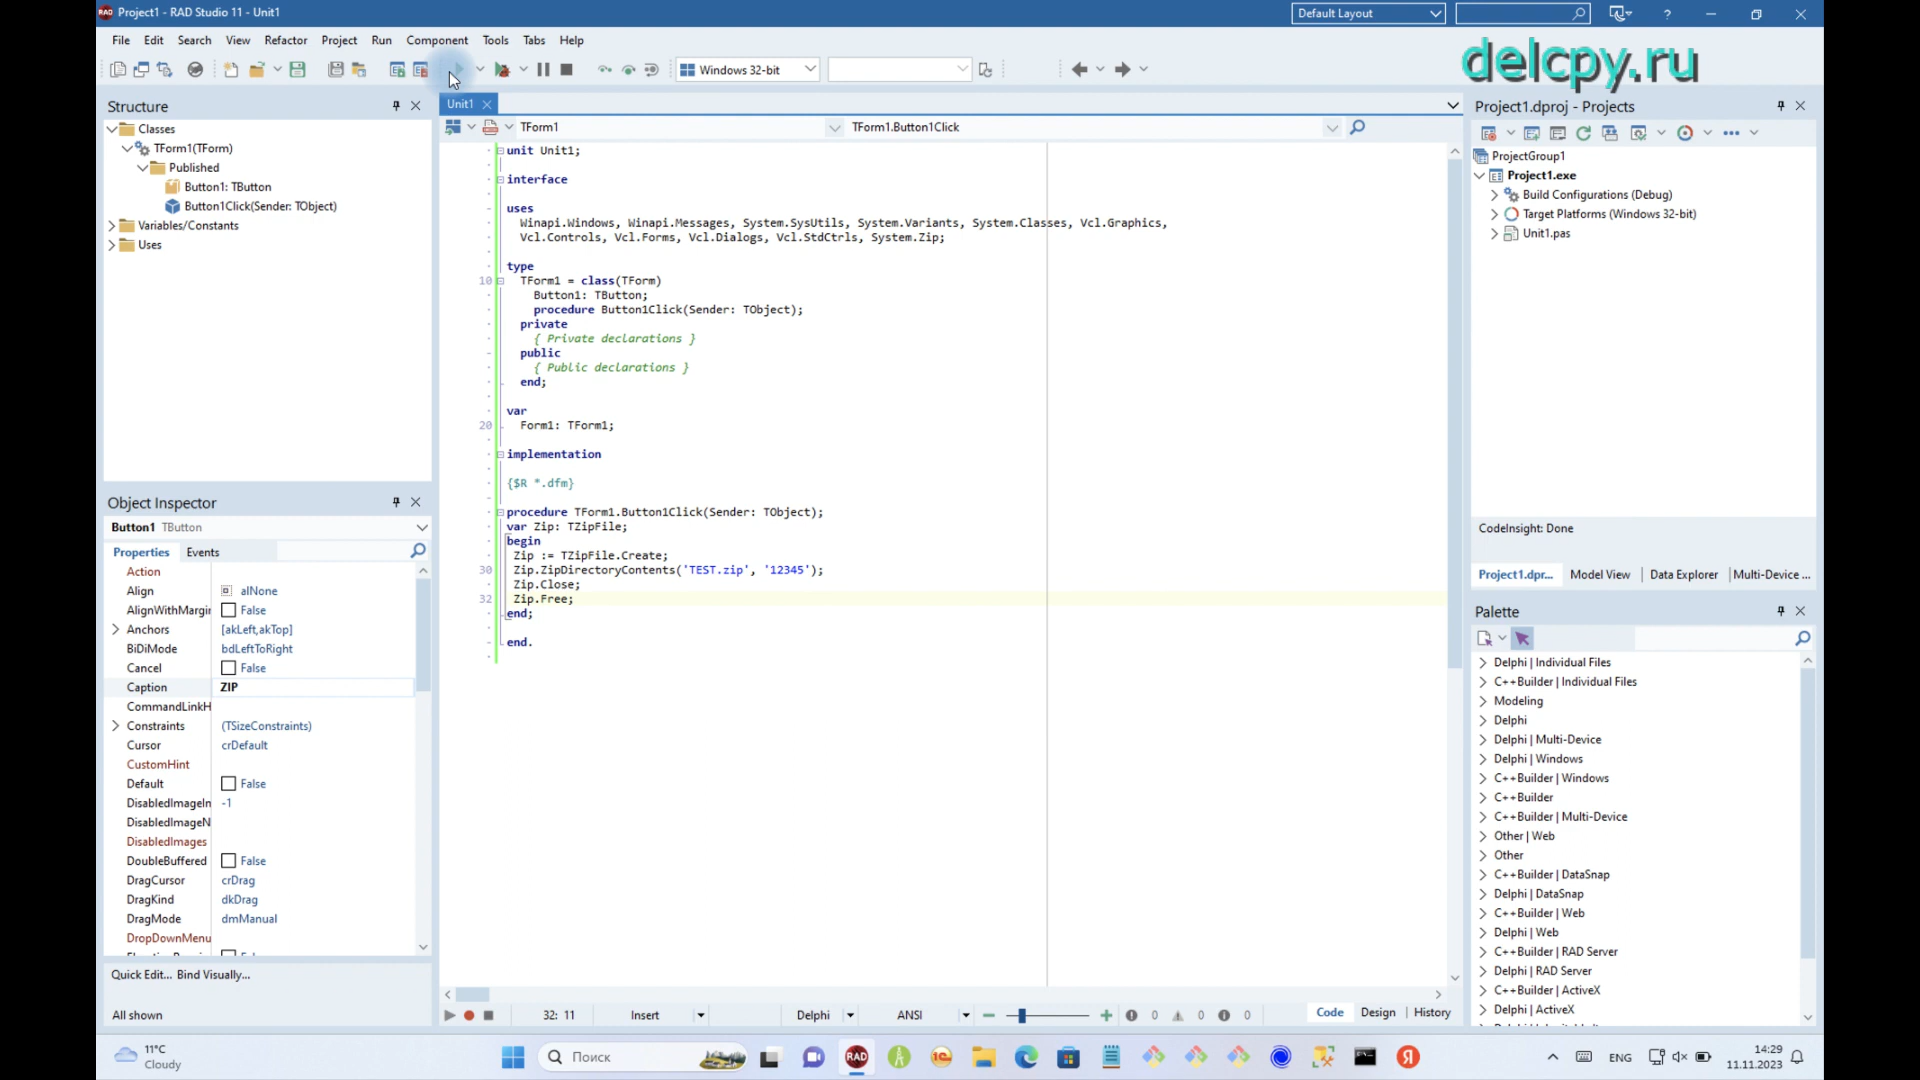 Project1 - RAD Studio 11 - Unit1
Default Layout
?
File Edit Search View Refactor Project Run Component Tools Tabs Help
Windows 32-bit
delcpy.ru
Structure
Classes
TForm1(TForm)
Published
Button1: TButton
Button1Click(Sender: TObject)
Variables/Constants
Uses
Object Inspector
Button1 TButton
Properties Events
Action
Align alNone
AlignWithMargin False
Anchors [akLeft,akTop]
BiDiMode bdLeftToRight
Cancel False
Caption ZIP
CommandLinkH
Constraints (TSizeConstraints)
Cursor crDefault
CustomHint
Default False
DisabledImageIn -1
DisabledImageN
DisabledImages
DoubleBuffered False
DragCursor crDrag
DragKind dkDrag
DragMode dmManual
DropDownMenu
Quick Edit... Bind Visually...
All shown
Unit1
TForm1 TForm1.Button1Click
unit Unit1;
interface
uses
Winapi.Windows, Winapi.Messages, System.SysUtils, System.Variants, System.Classes, Vcl.Graphics,
Vcl.Controls, Vcl.Forms, Vcl.Dialogs, Vcl.StdCtrls, System.Zip;
type
10 TForm1 = class(TForm)
Button1: TButton;
procedure Button1Click(Sender: TObject);
private
{ Private declarations }
public
{ Public declarations }
end;
var
20 Form1: TForm1;
implementation
{$R *.dfm}
procedure TForm1.Button1Click(Sender: TObject);
var Zip: TZipFile;
begin
Zip := TZipFile.Create;
30 Zip.ZipDirectoryContents('TEST.zip', '12345');
Zip.Close;
32 Zip.Free;
end;
end.
32: 11 Insert Delphi ANSI 0 0 0 Code Design History
Project1.dproj - Projects
ProjectGroup1
Project1.exe
Build Configurations (Debug)
Target Platforms (Windows 32-bit)
Unit1.pas
CodeInsight: Done
Project1.dpr... Model View Data Explorer Multi-Device ...
Palette
Delphi | Individual Files
C++Builder | Individual Files
Modeling
Delphi
Delphi | Multi-Device
Delphi | Windows
C++Builder | Windows
C++Builder
C++Builder | Multi-Device
Other | Web
Other
C++Builder | DataSnap
Delphi | DataSnap
C++Builder | Web
Delphi | Web
C++Builder | RAD Server
Delphi | RAD Server
C++Builder | ActiveX
Delphi | ActiveX
11°C
Cloudy
Поиск
RAD
1C
Я
ENG
14:29
11.11.2023